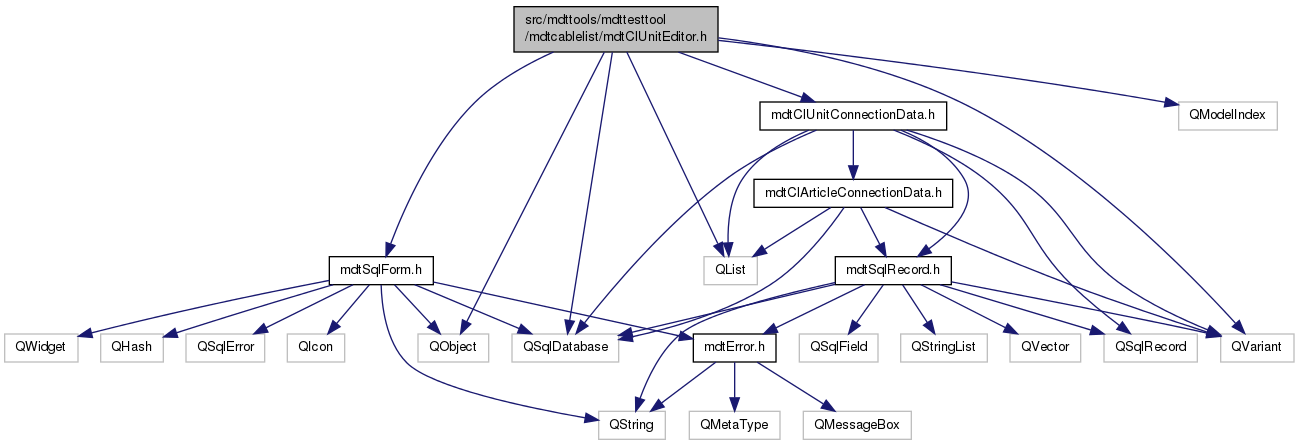 src/mdttools/mdttesttool
/mdtcablelist/mdtClUnitEditor.h
mdtClUnitConnectionData.h
QModelIndex
mdtClArticleConnectionData.h
mdtSqlForm.h
QList
mdtSqlRecord.h
QWidget
QHash
QSqlError
QIcon
QObject
QSqlDatabase
mdtError.h
QSqlField
QStringList
QVector
QSqlRecord
QVariant
QString
QMetaType
QMessageBox